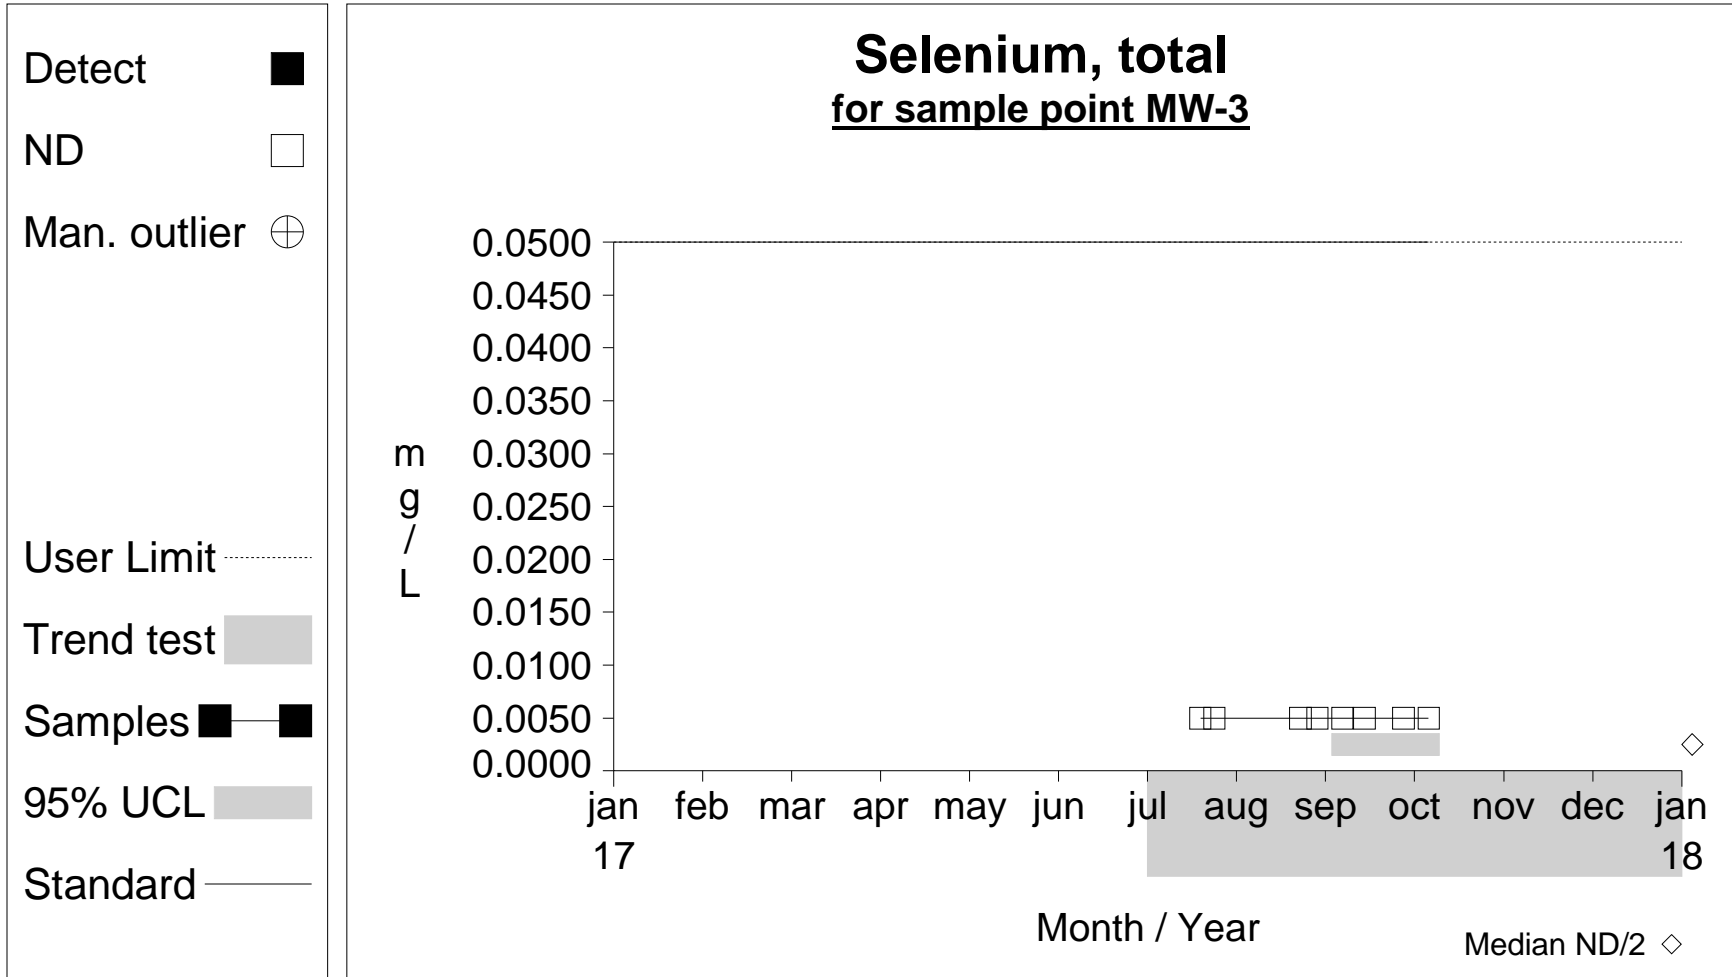 Detect
ND
Man. outlier
User Limit
Trend test
Samples
95% UCL
Standard
Selenium, total
for sample point MW-3
0.0500
0.0450
0.0400
0.0350
0.0300
0.0250
0.0200
0.0150
0.0100
0.0050
0.0000
m
g
/
L
jan feb mar apr may jun jul aug sep oct nov dec jan
17 18
Month / Year
Median ND/2